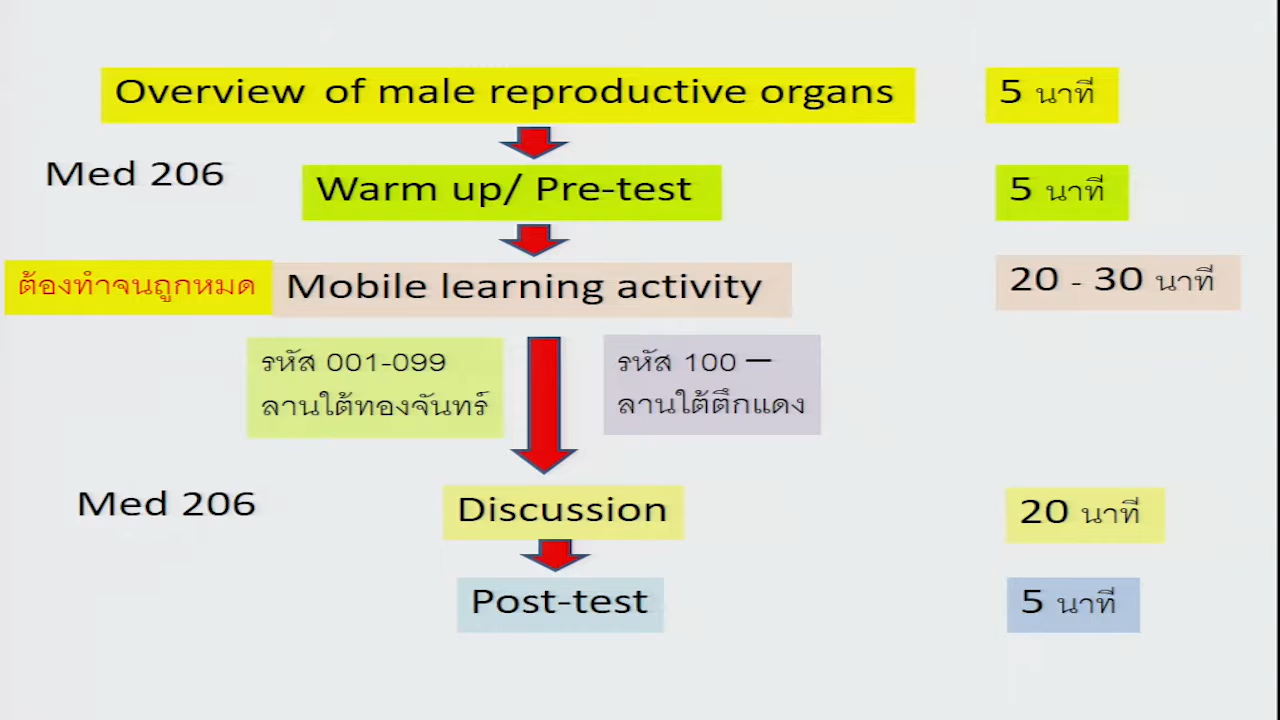 Overview of male reproductive organs 5 นาที
Med 206
Warm up/ Pre-test 5 นาที
ต้องทำจนถูกหมด Mobile learning activity 20 - 30 นาที
รหัส 001-099
ลานใต้ทองจันทร์
รหัส 100 –
ลานใต้ตึกแดง
Med 206 Discussion 20 นาที
Post-test 5 นาที